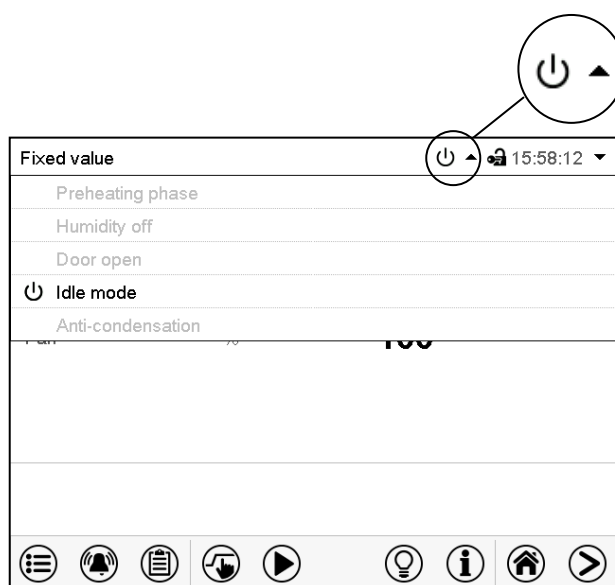 Fixed value 15:58:12
Preheating phase
Humidity off
Door open
Idle mode
Anti-condensation